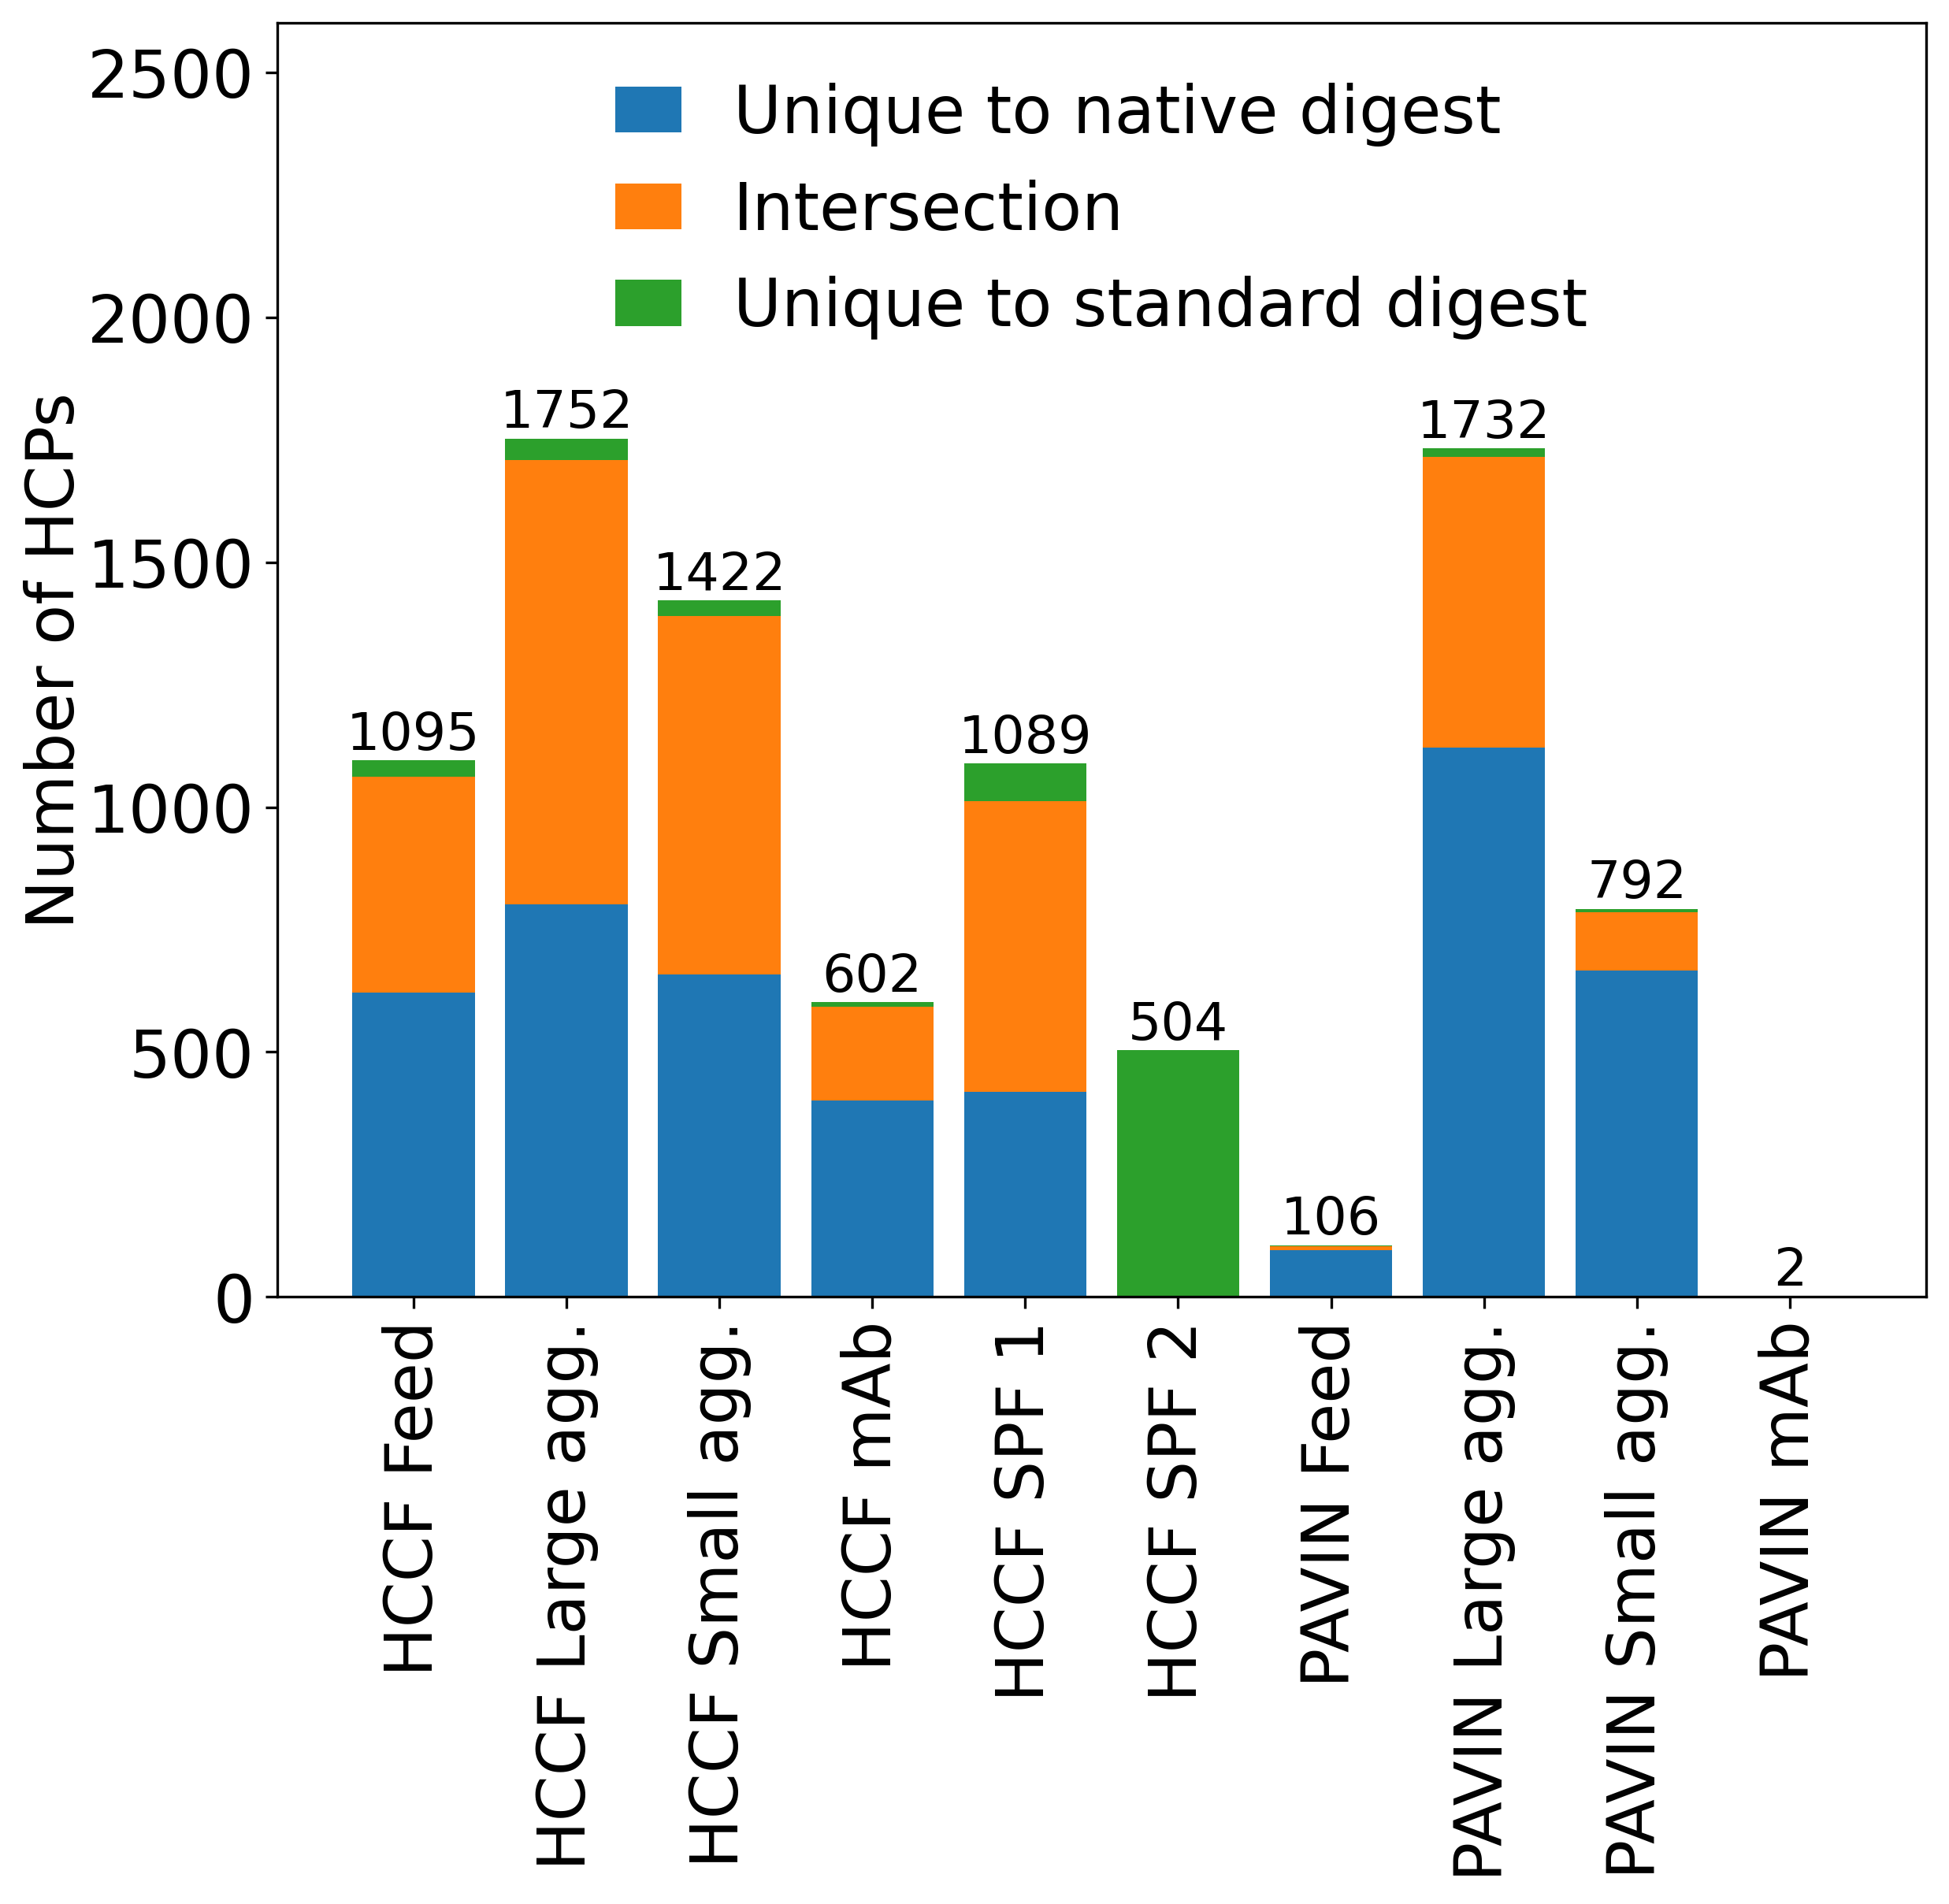 Number of HCPs
2500
2000
1500
1000
500
0
Unique to native digest
Intersection
Unique to standard digest
1095
1752
1422
602
1089
504
106
1732
792
2
HCCF Feed
HCCF Large agg.
HCCF Small agg.
HCCF mAb
HCCF SPF 1
HCCF SPF 2
PAVIN Feed
PAVIN Large agg.
PAVIN Small agg.
PAVIN mAb